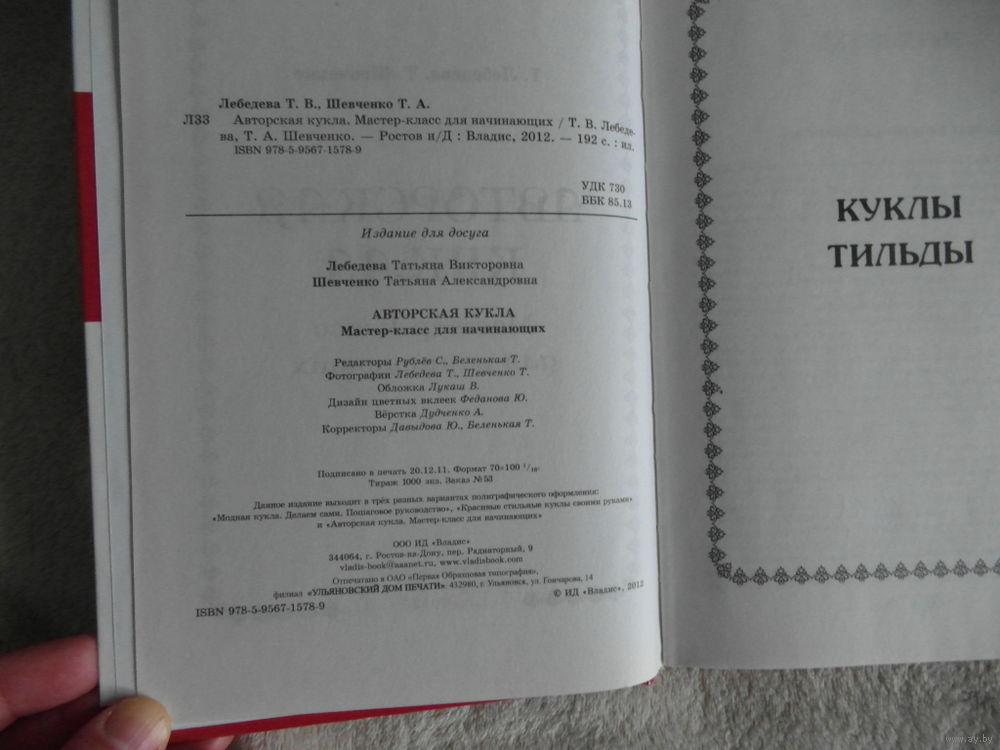 Лебедева Т. В., Шевченко Т. А.
Л33 Авторская кукла. Мастер-класс для начинающих / Т. В. Лебеде-
ва, Т. А. Шевченко. — Ростов н/Д : Владис, 2012. — 192 с. : ил.
ISBN 978-5-9567-1578-9
УДК 730
ББК 85.13
Издание для досуга
Лебедева Татьяна Викторовна
Шевченко Татьяна Александровна
АВТОРСКАЯ КУКЛА
Мастер-класс для начинающих
Редакторы Рублёв С., Беленькая Т.
Фотографии Лебедева Т., Шевченко Т.
Обложка Лукаш В.
Дизайн цветных вклеек Феданова Ю.
Вёрстка Дудченко А.
Корректоры Давыдова Ю., Беленькая Т.
Подписано в печать 20.12.11. Формат 70×100 1/16.
Тираж 1000 экз. Заказ №53
Данное издание выходит в трёх разных вариантах полиграфического оформления:
«Модная кукла. Делаем сами. Пошаговое руководство», «Красивые стильные куклы своими руками»
и «Авторская кукла. Мастер-класс для начинающих»
ООО ИД «Владис»
344064, г. Ростов-на-Дону, пер. Радиаторный, 9
vladis-book@aaanet.ru, www.vladisbook.com
Отпечатано в ОАО «Первая Образцовая типография»,
филиал «УЛЬЯНОВСКИЙ ДОМ ПЕЧАТИ». 432980, г. Ульяновск, ул. Гончарова, 14
© ИД «Владис», 2012
ISBN 978-5-9567-1578-9
КУКЛЫ
ТИЛЬДЫ
www.ay.by